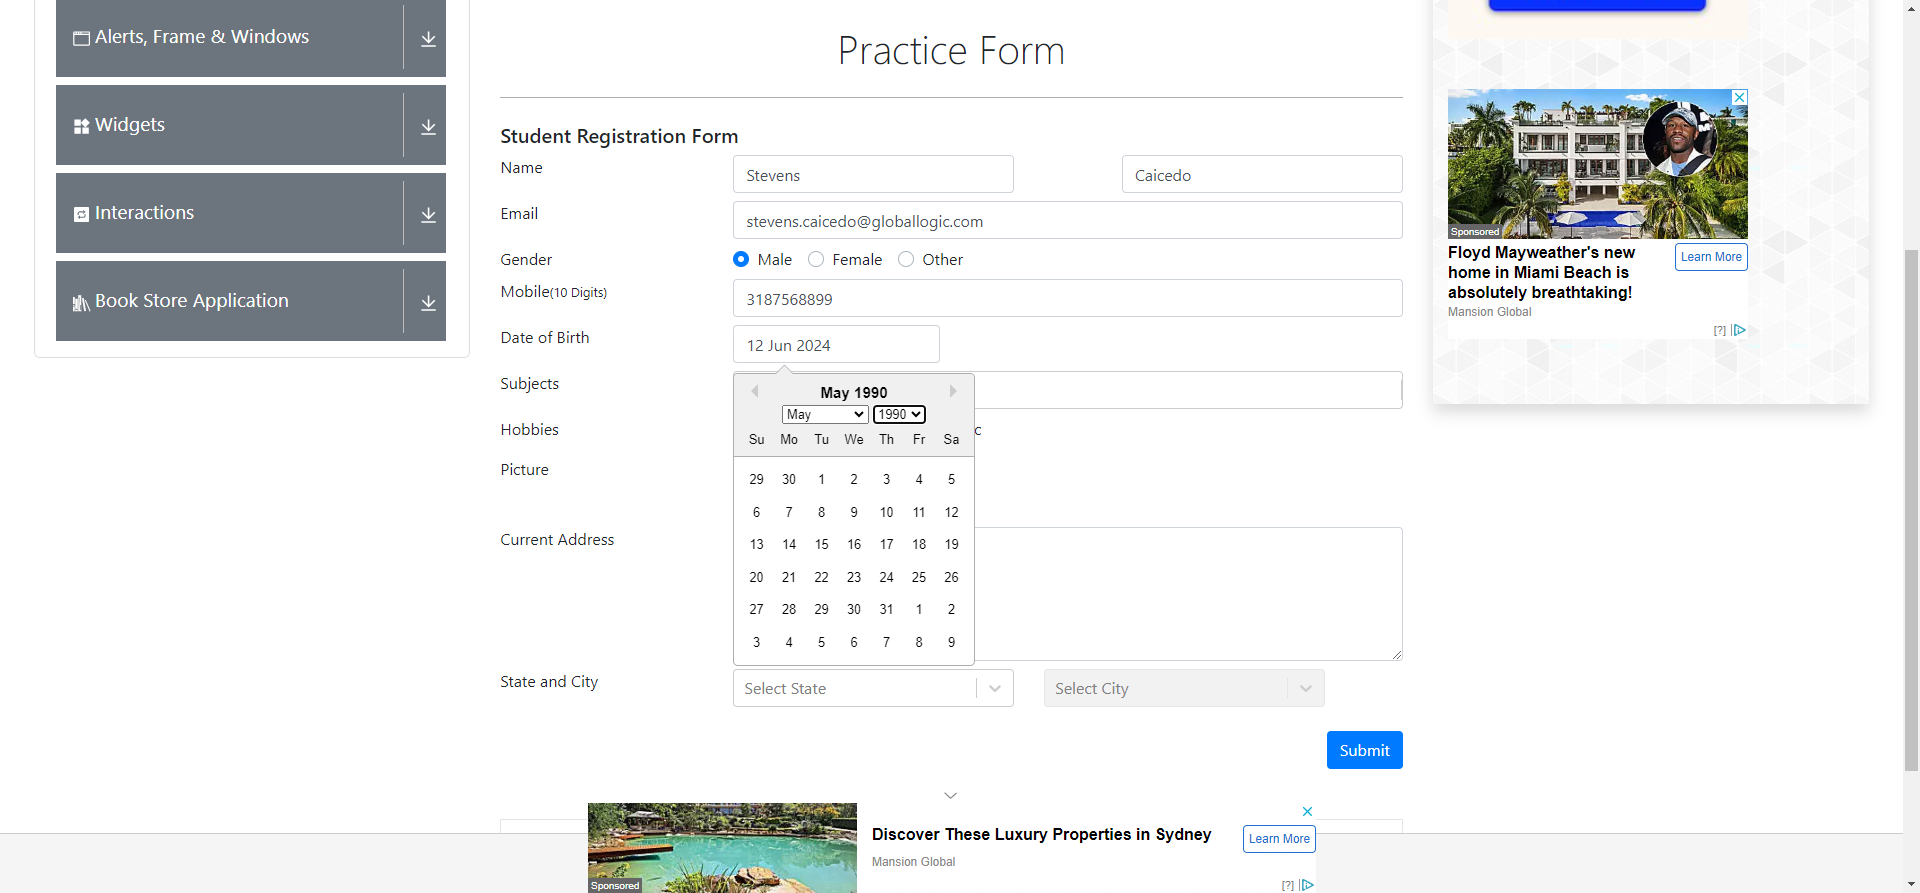 Alerts, Frame & Windows
Widgets
Interactions
Book Store Application
Practice Form
Student Registration Form
Name
Stevens
Caicedo
Email
stevens.caicedo@globallogic.com
Gender
Male Female Other
Mobile(10 Digits)
3187568899
Date of Birth
12 Jun 2024
Subjects
May 1990
May 1990
Hobbies
c
Su Mo Tu We Th Fr Sa
Picture
29 30 1 2 3 4 5
6 7 8 9 10 11 12
13 14 15 16 17 18 19
20 21 22 23 24 25 26
27 28 29 30 31 1 2
3 4 5 6 7 8 9
Current Address
State and City
Select State
Select City
Submit
Sponsored
Floyd Mayweather's new
home in Miami Beach is
absolutely breathtaking!
Learn More
Mansion Global
[?]
Discover These Luxury Properties in Sydney
Learn More
Mansion Global
Sponsored
[?]